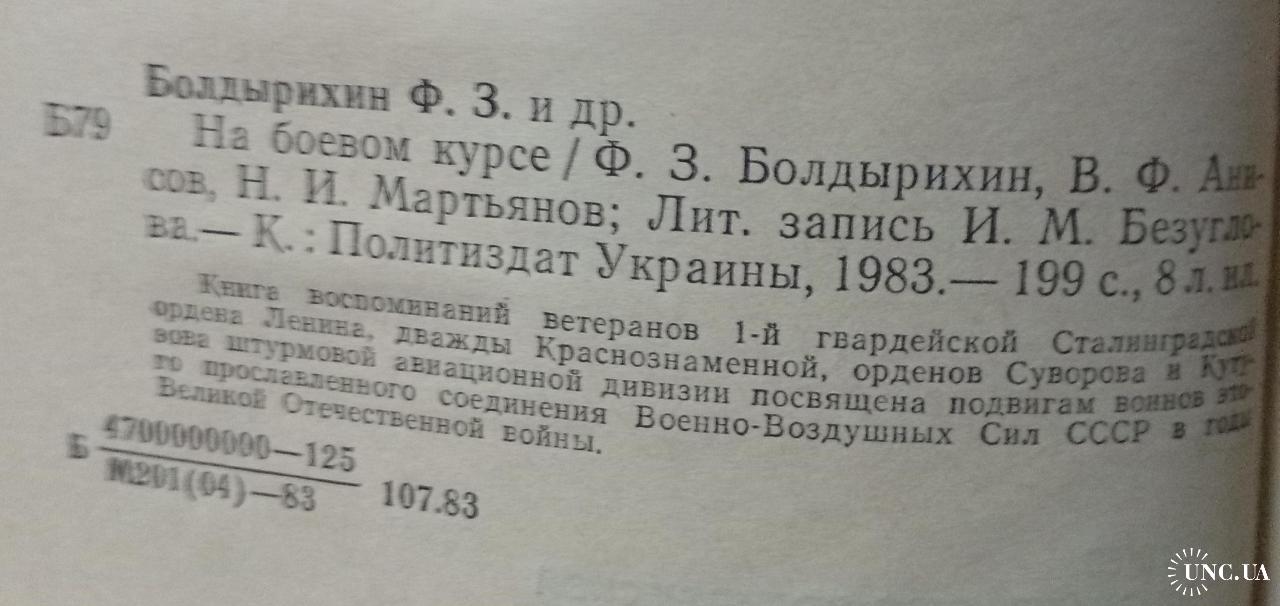 Болдырихин Ф. З. и др.
Б79 На боевом курсе / Ф. З. Болдырихин, В. Ф. Ани-
сов, Н. И. Мартьянов; Лит. запись И. М. Безугло-
ва.— К. : Политиздат Украины, 1983.— 199 с., 8 л. ил.
Книга воспоминаний ветеранов 1-й гвардейской Сталинградской
ордена Ленина, дважды Краснознаменной, орденов Суворова и Куту-
зова штурмовой авиационной дивизии посвящена подвигам воинов это-
го прославленного соединения Военно-Воздушных Сил СССР в годы
Великой Отечественной войны.
Б 4700000000—125
М201(04)—83 107.83
UNC.UA